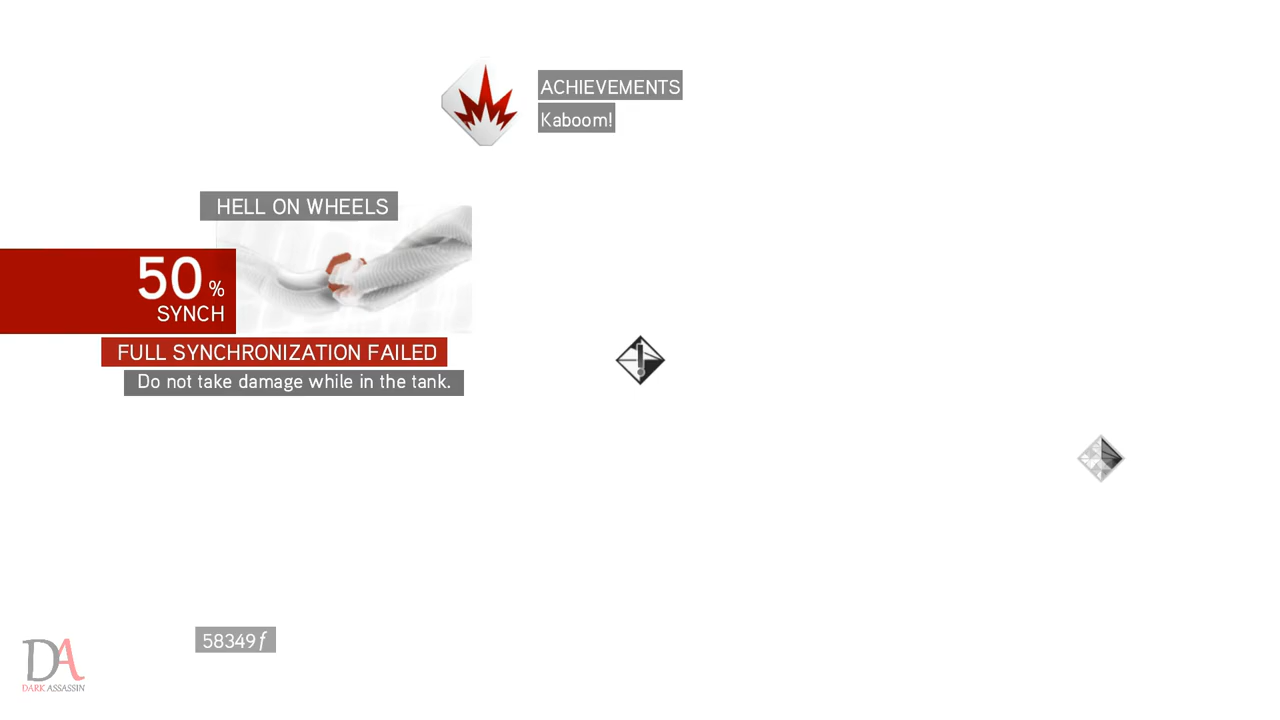 ACHIEVEMENTS
Kaboom!
HELL ON WHEELS
50 %
SYNCH
FULL SYNCHRONIZATION FAILED
Do not take damage while in the tank.
58349 ƒ
DA
DARK ASSASSIN